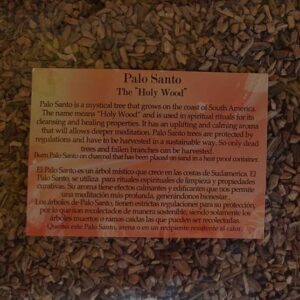 Palo Santo
The "Holy Wood"
Palo Santo is a mystical tree that grows on the coast of South America.
The name means "Holy Wood" and is used in spiritual rituals for its
cleansing and healing properties. It has an uplifting and calming aroma
that will allows deeper meditation. Palo Santo trees are protected by
regulations and have to be harvested in a sustainable way. So only dead
trees and fallen branches can be harvested.
Burn Palo Santo on charcoal that has been placed on sand in a heat proof container.
El Palo Santo es un árbol místico que crece en las costas de Sudamerica. El
Palo Santo, se utiliza para rituales espirituales de limpieza y propiedades
curativas. Su aroma tiene efectos calmantes y edificantes que nos permiten
una meditación más profunda, generandonos bienestar.
Los árboles de Palo Santo, tienen estrictas regulaciones para su protección,
por lo que son recolectados de manera sostenible, siendo solamente los
árboles muertos o ramas caídas las que pueden ser recolectadas.
Queme este Palo Santo, arena o en un recipiente resistente al calor.